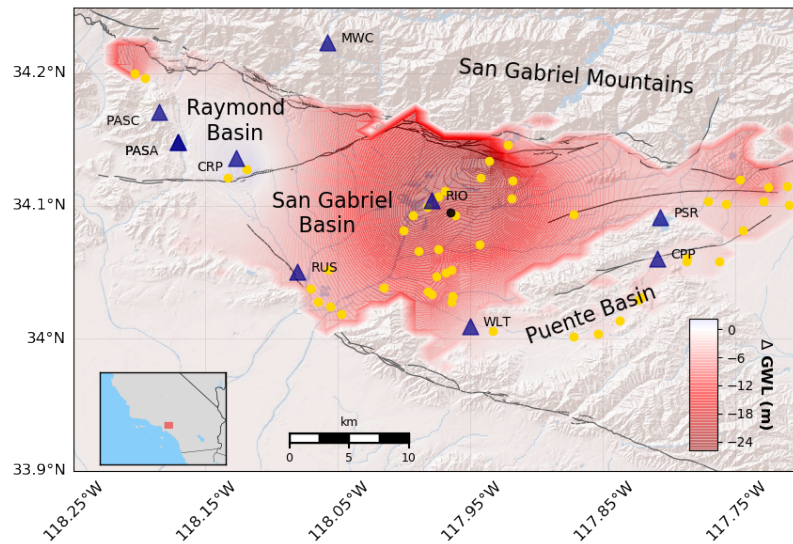 MWC
34.2°N
San Gabriel Mountains
PASC
Raymond
Basin
PASA
CRP
34.1°N
San Gabriel
Basin
RIO
PSR
CPP
RUS
WLT
Puente Basin
34°N
0
−6
−12
−18
−24
Δ GWL (m)
km
0 5 10
33.9°N
118.25°W 118.15°W 118.05°W 117.95°W 117.85°W 117.75°W